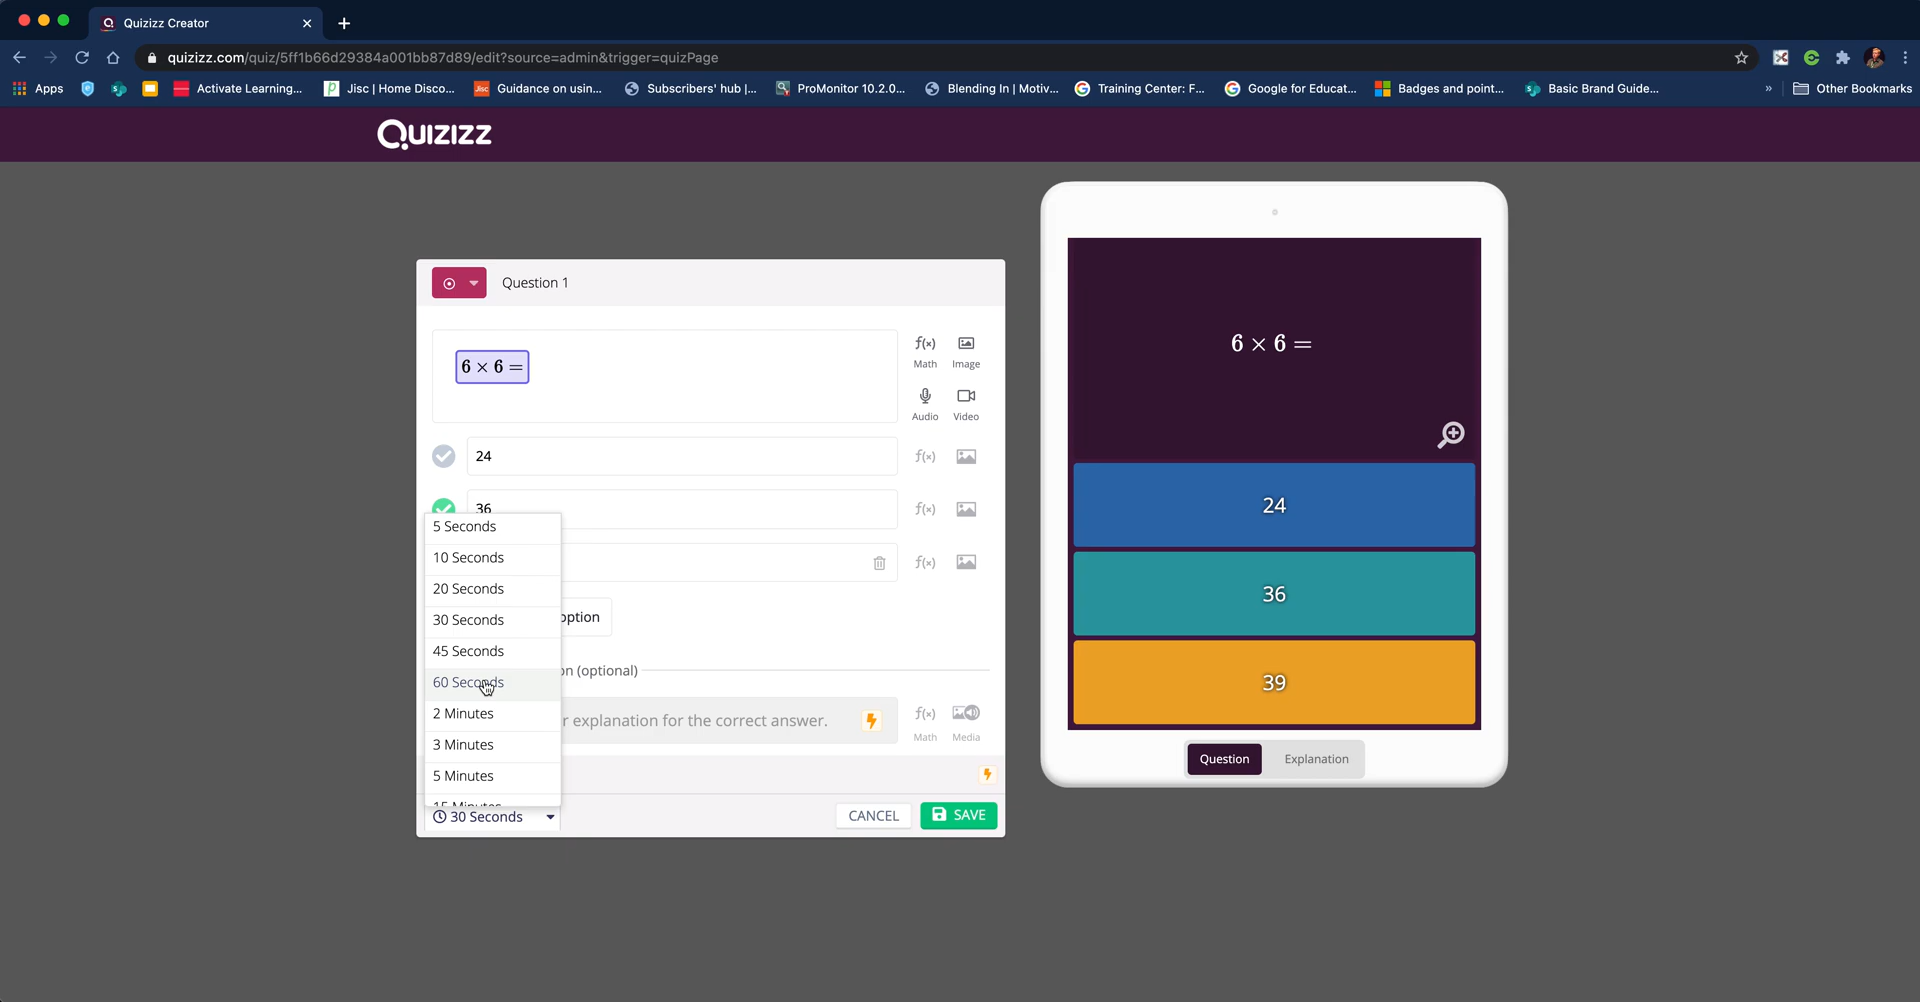 Quizizz Creator
quizizz.com/quiz/5ff1b66d29384a001bb87d89/edit?source=admin&trigger=quizPage
Apps Activate Learning... Jisc | Home Disco... Guidance on usin... Subscribers' hub |... ProMonitor 10.2.0... Blending In | Motiv... Training Center: F... Google for Educat... Badges and point... Basic Brand Guide... » Other Bookmarks
Quizizz
Question 1
6 × 6 =
f(x) Math
Image
Audio
Video
24
f(x)
36
f(x)
f(x)
option
(optional)
r explanation for the correct answer.
f(x) Math
Media
5 Seconds
10 Seconds
20 Seconds
30 Seconds
45 Seconds
60 Seconds
2 Minutes
3 Minutes
5 Minutes
15 Minutes
30 Seconds
CANCEL
SAVE
6 × 6 =
24
36
39
Question
Explanation